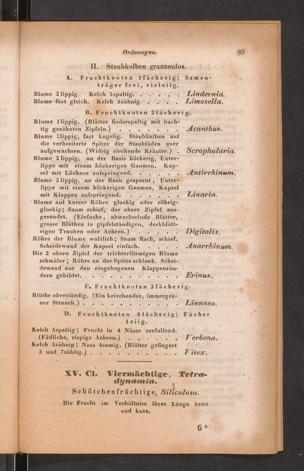 Ordnungen. 89
II. Staubkolben grannenlos.
A. Fruchtknoten 1fächerig; Samen-
träger frei, vieleiig.
Blume 2lippig. Kelch 5spaltig. . . . . . Lindernia.
Blume fast gleich. Kelch 5zähnig. . . . . Limosella.
B. Fruchtknoten 2fächerig.
Blume 1lippig. (Blätter fiederspaltig mit buch-
tig gezähnten Zipfeln.) . . . . . . . Acanthus.
Blume 2lippig, fast kugelig. Staubkolben auf
die verbreiterte Spitze der Staubfäden quer
aufgewachsen. (Widrig riechende Kräuter.) . Scrophularia.
Blume 2lippig, an der Basis höckerig, Unter-
lippe mit einem höckerigen Gaumen. Kap-
sel mit Löchern aufspringend. . . . . Antirrhinum.
Blume 2lippig, an der Basis gespornt, Unter-
lippe mit einem höckerigen Gaumen, Kapsel
mit Klappen aufspringend. . . . . . Linaria.
Blume auf kurzer Röhre glockig oder röhrig-
glockig; Saum schief, der obere Zipfel aus-
gerandet. (Einfache, abwechselnde Blätter,
grosse Blüthen in gipfelständigen, deckblätt-
rigen Trauben oder Aehren.) . . . . . Digitalis.
Röhre der Blume walzlich; Saum flach, schief.
Scheidewand der Kapsel einfach. . . . . Anarrhinum.
Die 2 obern Zipfel der trichterförmigen Blume
schmäler; Röhre an der Spitze schlank. Schei-
dewand aus den eingebogenen Klappenrän-
dern gebildet. . . . . . . . . . Erinus.
C. Fruchtknoten 3fächerig.
Blüthe oberständig. (Ein kriechender, immergrü-
ner Strauch.) . . . . . . . . . Linnaea.
D. Fruchtknoten 4fächerig; Fächer
1eiig.
Kelch 5spaltig; Frucht in 4 Nüsse zerfallend.
(Fädliche, rispige Aehren.) . . . . . Verbena.
Kelch 5zähnig; Nuss 4samig. (Blätter gefingert
5 und 7zählig.) . . . . . . . . . Vitex.
XV. Cl. Viermächtige, Tetra-
dynamia.
Schötchenfrüchtige, Siliculosa.
Die Frucht im Verhältniss ihrer Länge breit
und kurz.
6*